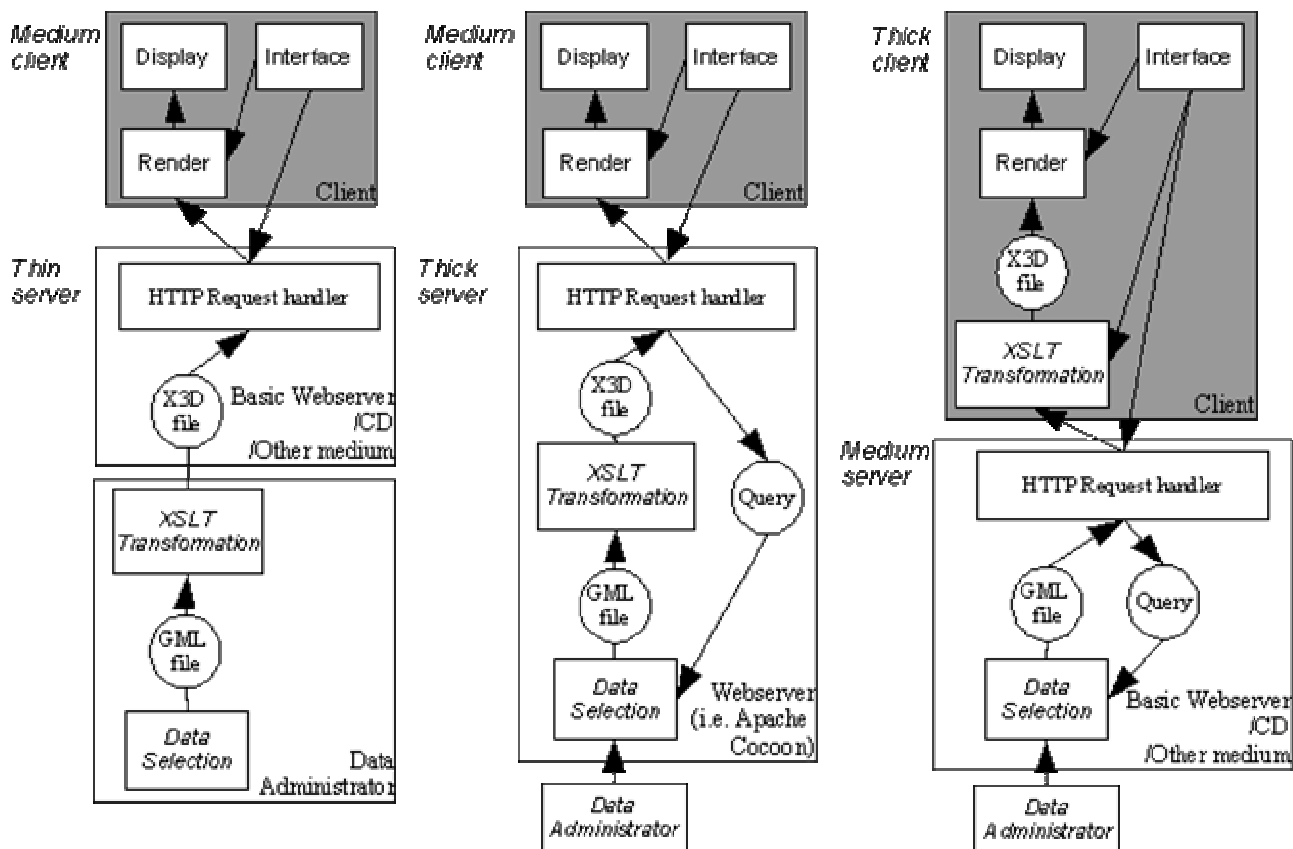 Medium
client
Display
Interface
Render
Client
Thin
server
HTTP Request handler
X3D
file
Basic Webserver
/CD
/Other medium
XSLT
Transformation
GML
file
Data
Selection
Data
Administrator
Medium
client
Display
Interface
Render
Client
Thick
server
HTTP Request handler
X3D
file
XSLT
Transformation
Query
GML
file
Data
Selection
Webserver
(i.e. Apache
Cocoon)
Data
Administrator
Thick
client
Display
Interface
Render
X3D
file
XSLT
Transformation
Client
Medium
server
HTTP Request handler
GML
file
Query
Data
Selection
Basic Webserver
/CD
/Other medium
Data
Administrator